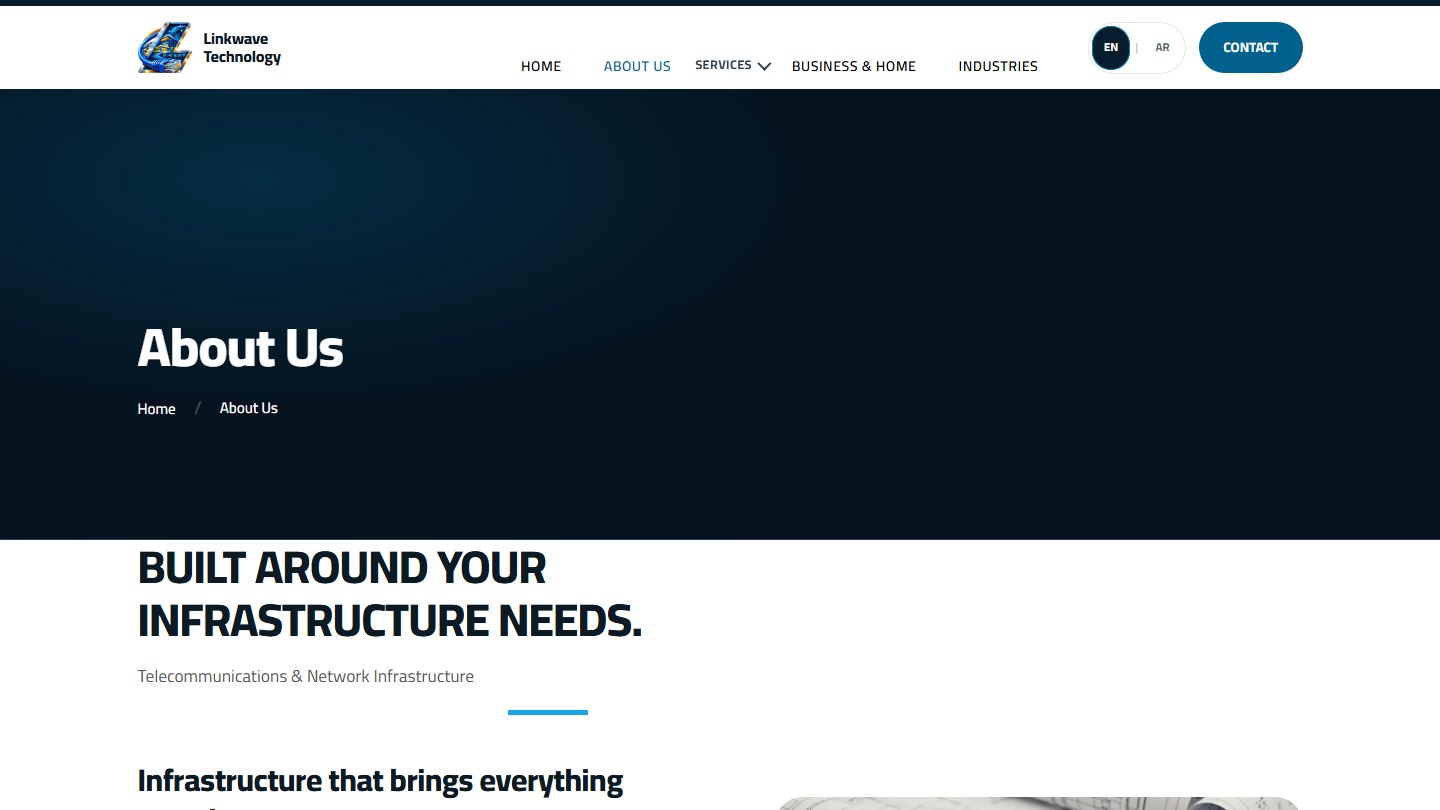 Linkwave
Technology
HOME
ABOUT US
SERVICES
BUSINESS & HOME
INDUSTRIES
EN | AR
CONTACT
About Us
Home / About Us
BUILT AROUND YOUR
INFRASTRUCTURE NEEDS.
Telecommunications & Network Infrastructure
Infrastructure that brings everything